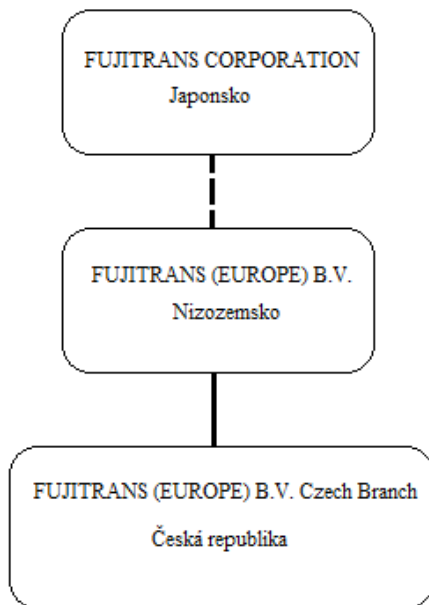 FUJITRANS CORPORATION
Japonsko
FUJITRANS (EUROPE) B.V.
Nizozemsko
FUJITRANS (EUROPE) B.V. Czech Branch
Česká republika